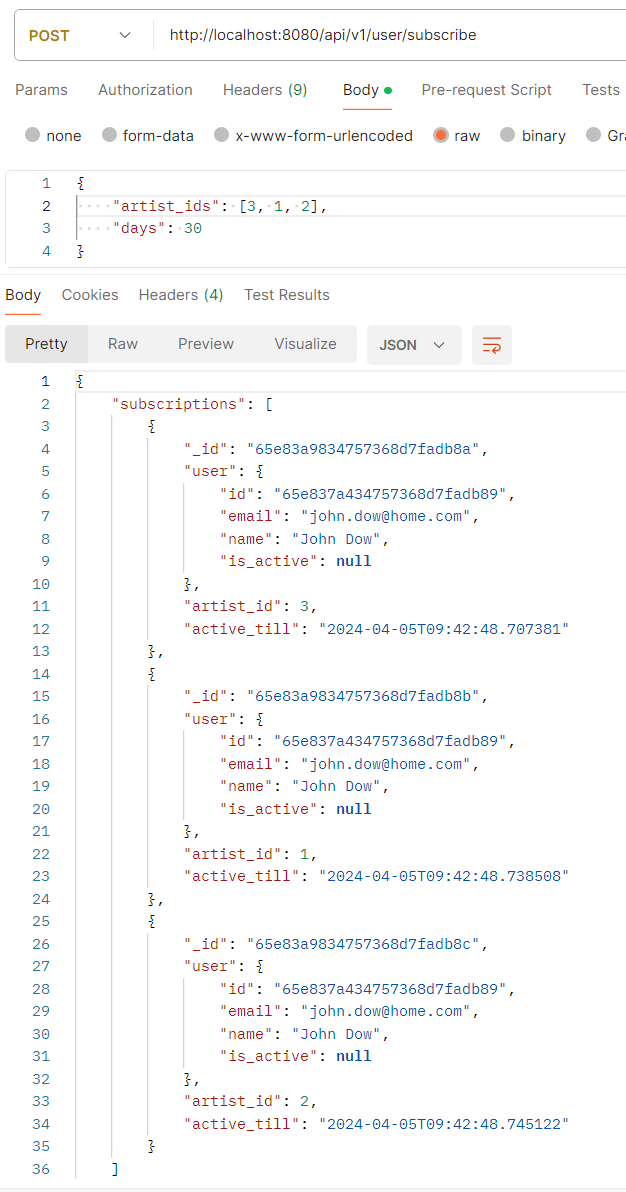 POST http://localhost:8080/api/v1/user/subscribe
Params Authorization Headers (9) Body Pre-request Script Tests
none form-data x-www-form-urlencoded raw binary Gra
1 {
2 "artist_ids": [3, 1, 2],
3 "days": 30
4 }
Body Cookies Headers (4) Test Results
Pretty Raw Preview Visualize JSON
1 {
2 "subscriptions": [
3 {
4 "_id": "65e83a9834757368d7fadb8a",
5 "user": {
6 "id": "65e837a434757368d7fadb89",
7 "email": "john.dow@home.com",
8 "name": "John Dow",
9 "is_active": null
10 },
11 "artist_id": 3,
12 "active_till": "2024-04-05T09:42:48.707381"
13 },
14 {
15 "_id": "65e83a9834757368d7fadb8b",
16 "user": {
17 "id": "65e837a434757368d7fadb89",
18 "email": "john.dow@home.com",
19 "name": "John Dow",
20 "is_active": null
21 },
22 "artist_id": 1,
23 "active_till": "2024-04-05T09:42:48.738508"
24 },
25 {
26 "_id": "65e83a9834757368d7fadb8c",
27 "user": {
28 "id": "65e837a434757368d7fadb89",
29 "email": "john.dow@home.com",
30 "name": "John Dow",
31 "is_active": null
32 },
33 "artist_id": 2,
34 "active_till": "2024-04-05T09:42:48.745122"
35 }
36 ]